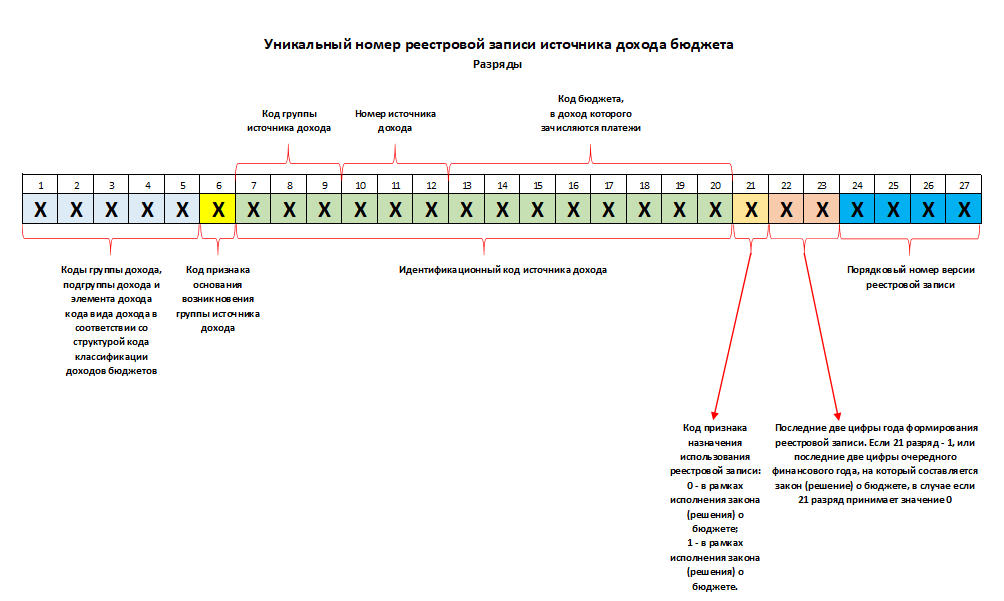 Уникальный номер реестровой записи источника дохода бюджета
Разряды
Код группы
источника дохода
Номер источника
дохода
Код бюджета,
в доход которого
зачисляются платежи
1 2 3 4 5 6 7 8 9 10 11 12 13 14 15 16 17 18 19 20 21 22 23 24 25 26 27
X X X X X X X X X X X X X X X X X X X X X X X X X X X
Коды группы дохода,
подгруппы дохода и
элемента дохода
кода вида дохода в
соответствии со
структурой кода
классификации
доходов бюджетов
Код признака
основания
возникновения
группы источника
дохода
Идентификационный код источника дохода
Порядковый номер версии
реестровой записи
Код признака
назначения
использования
реестровой записи:
0 - в рамках
исполнения закона
(решения) о
бюджете;
1 - в рамках
исполнения закона
(решения) о
бюджете.
Последние две цифры года формирования
реестровой записи. Если 21 разряд - 1, или
последние две цифры очередного
финансового года, на который составляется
закон (решение) о бюджете, в случае если
21 разряд принимает значение 0